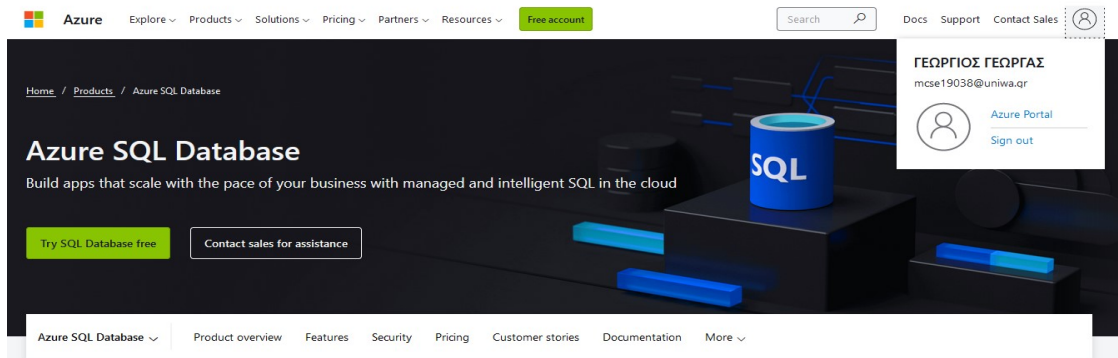 Azure Explore Products Solutions Pricing Partners Resources Free account Search Docs Support Contact Sales
ΓΕΩΡΓΙΟΣ ΓΕΩΡΓΑΣ
mcse19038@uniwa.gr
Azure Portal
Sign out
Home / Products / Azure SQL Database
Azure SQL Database
Build apps that scale with the pace of your business with managed and intelligent SQL in the cloud
SQL
Try SQL Database free Contact sales for assistance
Azure SQL Database Product overview Features Security Pricing Customer stories Documentation More